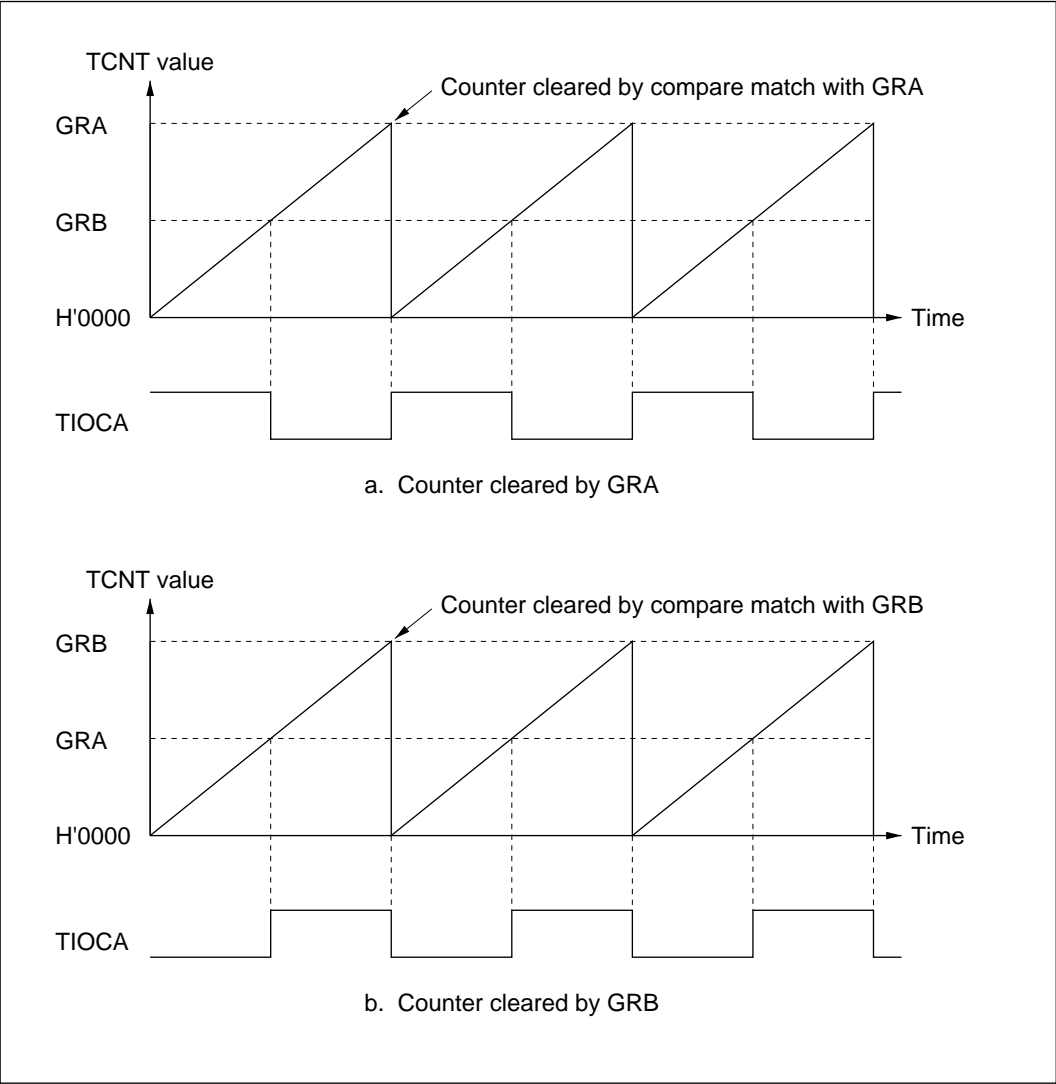 TCNT value
Counter cleared by compare match with GRA
GRA
GRB
H'0000
Time
TIOCA
a. Counter cleared by GRA
TCNT value
Counter cleared by compare match with GRB
GRB
GRA
H'0000
Time
TIOCA
b. Counter cleared by GRB